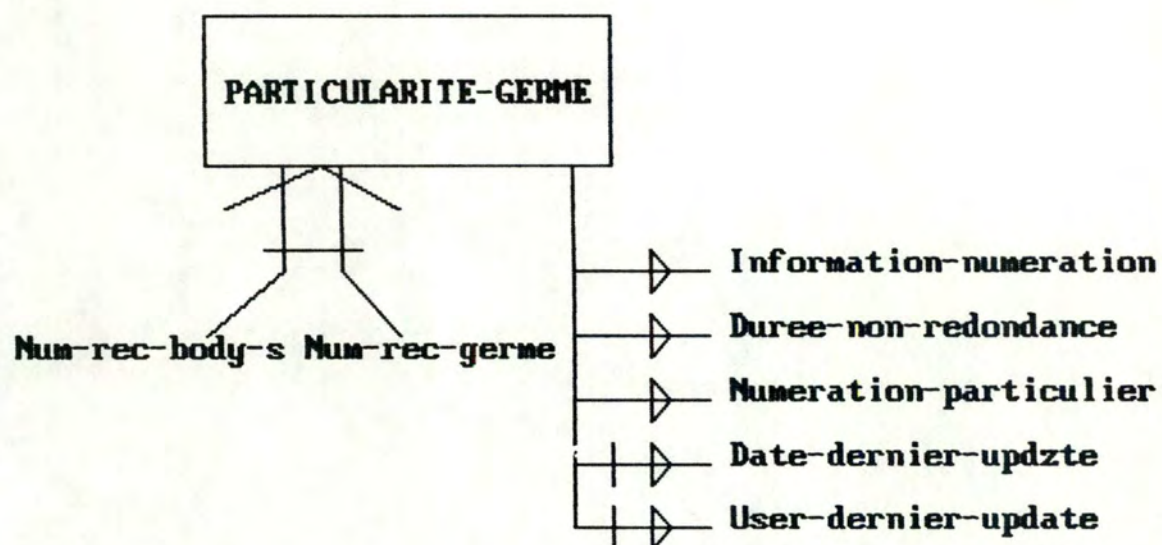 PARTICULARITE-GERME
Num-rec-body-s Num-rec-germe
Information-numeration
Duree-non-redondance
Numeration-particulier
Date-dernier-updzte
User-dernier-update